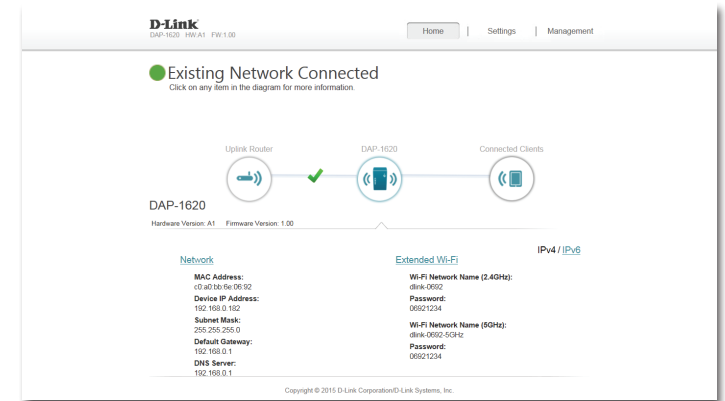 D-Link
DAP-1620 HW:A1 FW:1.00
Home | Settings | Management
Existing Network Connected
Click on any item in the diagram for more information.
Uplink Router DAP-1620 Connected Clients
DAP-1620
Hardware Version: A1 Firmware Version: 1.00
IPv4 / IPv6
Network
MAC Address:
c0:a0:bb:6e:06:92
Device IP Address:
192.168.0.182
Subnet Mask:
255.255.255.0
Default Gateway:
192.168.0.1
DNS Server:
192.168.0.1
Extended Wi-Fi
Wi-Fi Network Name (2.4GHz):
dlink-0692
Password:
06921234
Wi-Fi Network Name (5GHz):
dlink-0692-5GHz
Password:
06921234
Copyright © 2015 D-Link Corporation/D-Link Systems, Inc.